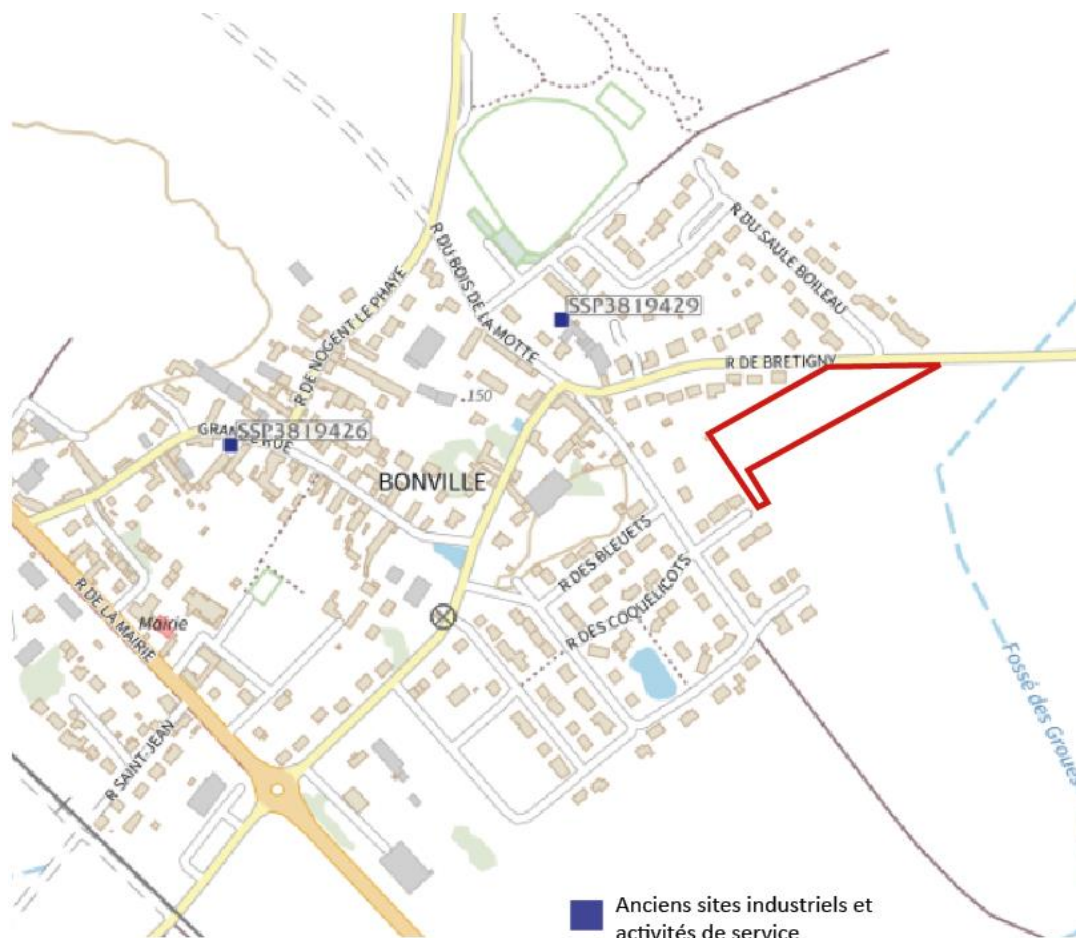 R DU SAULE BOILEAU
R DU BOIS DE LA MOTTE
R DE NOGENT LE PHAYE
SSP3819429
R DE BRETIGNY
.150
SSP3819426
BONVILLE
R DES BLEUETS
R DES COQUELICOTS
R DE LA MAIRIE
Mairie
R SAINT-JEAN
Fossé des Groues
Anciens sites industriels et
activités de service